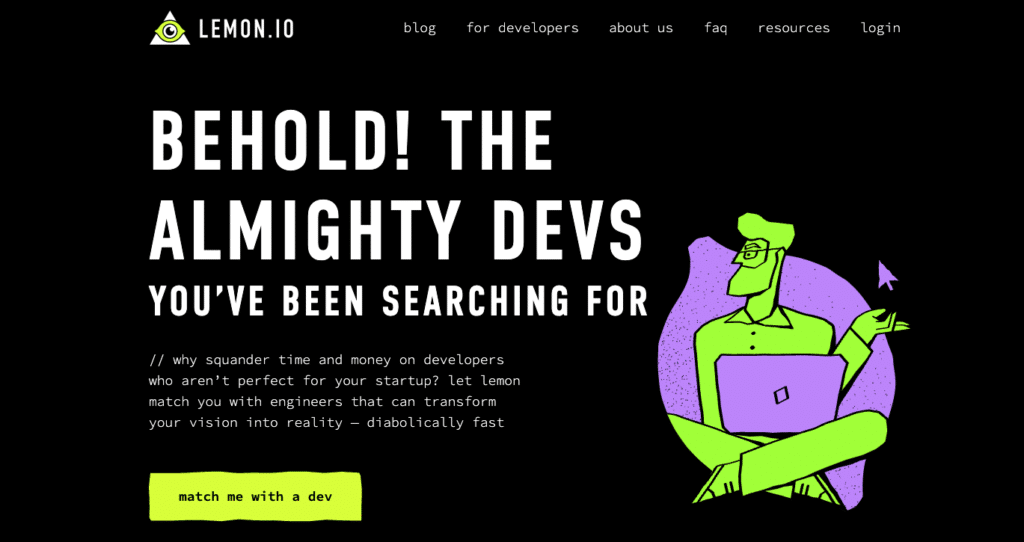 LEMON.IO
blog
for developers
about us
faq
resources
login
BEHOLD! THE
ALMIGHTY DEVS
YOU’VE BEEN SEARCHING FOR
// why squander time and money on developers
who aren’t perfect for your startup? let lemon
match you with engineers that can transform
your vision into reality — diabolically fast
match me with a dev